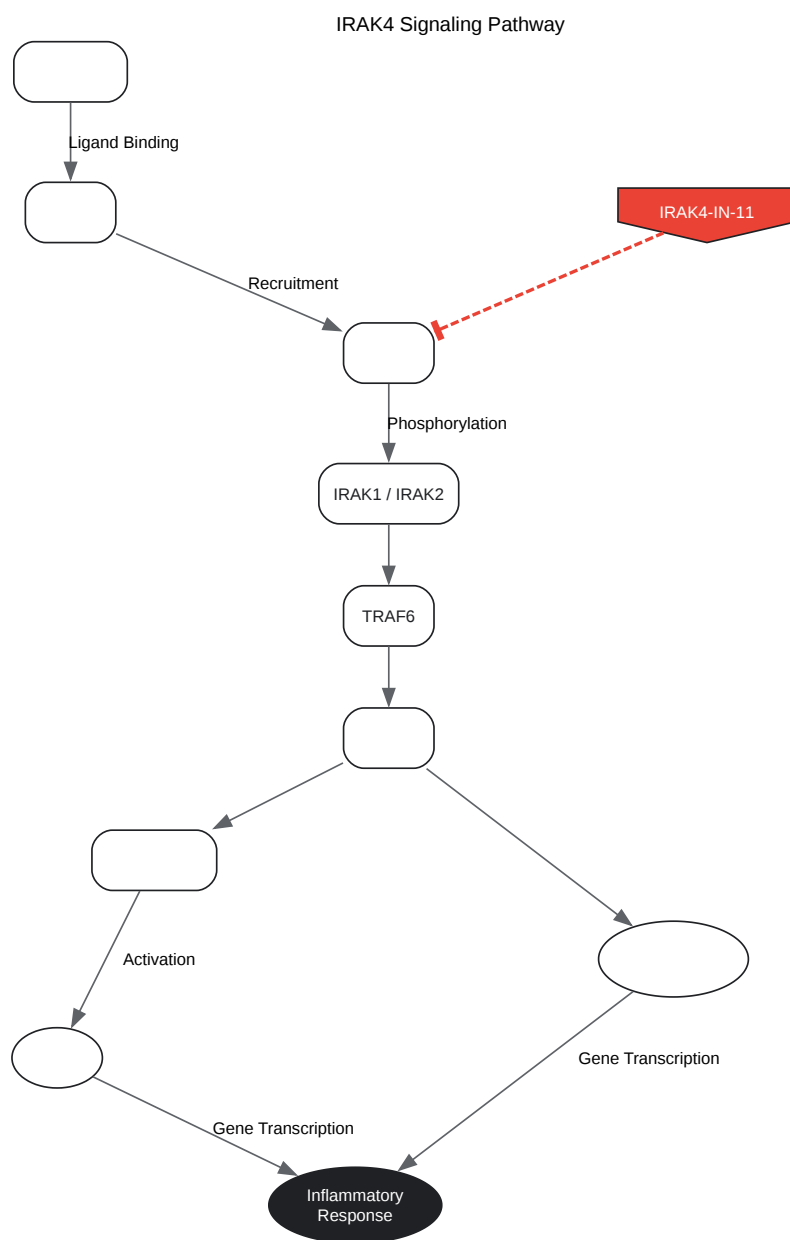 IRAK4 Signaling Pathway
Ligand Binding
IRAK4-IN-11
Recruitment
Phosphorylation
IRAK1 / IRAK2
TRAF6
Activation
Gene Transcription
Gene Transcription
Inflammatory
Response